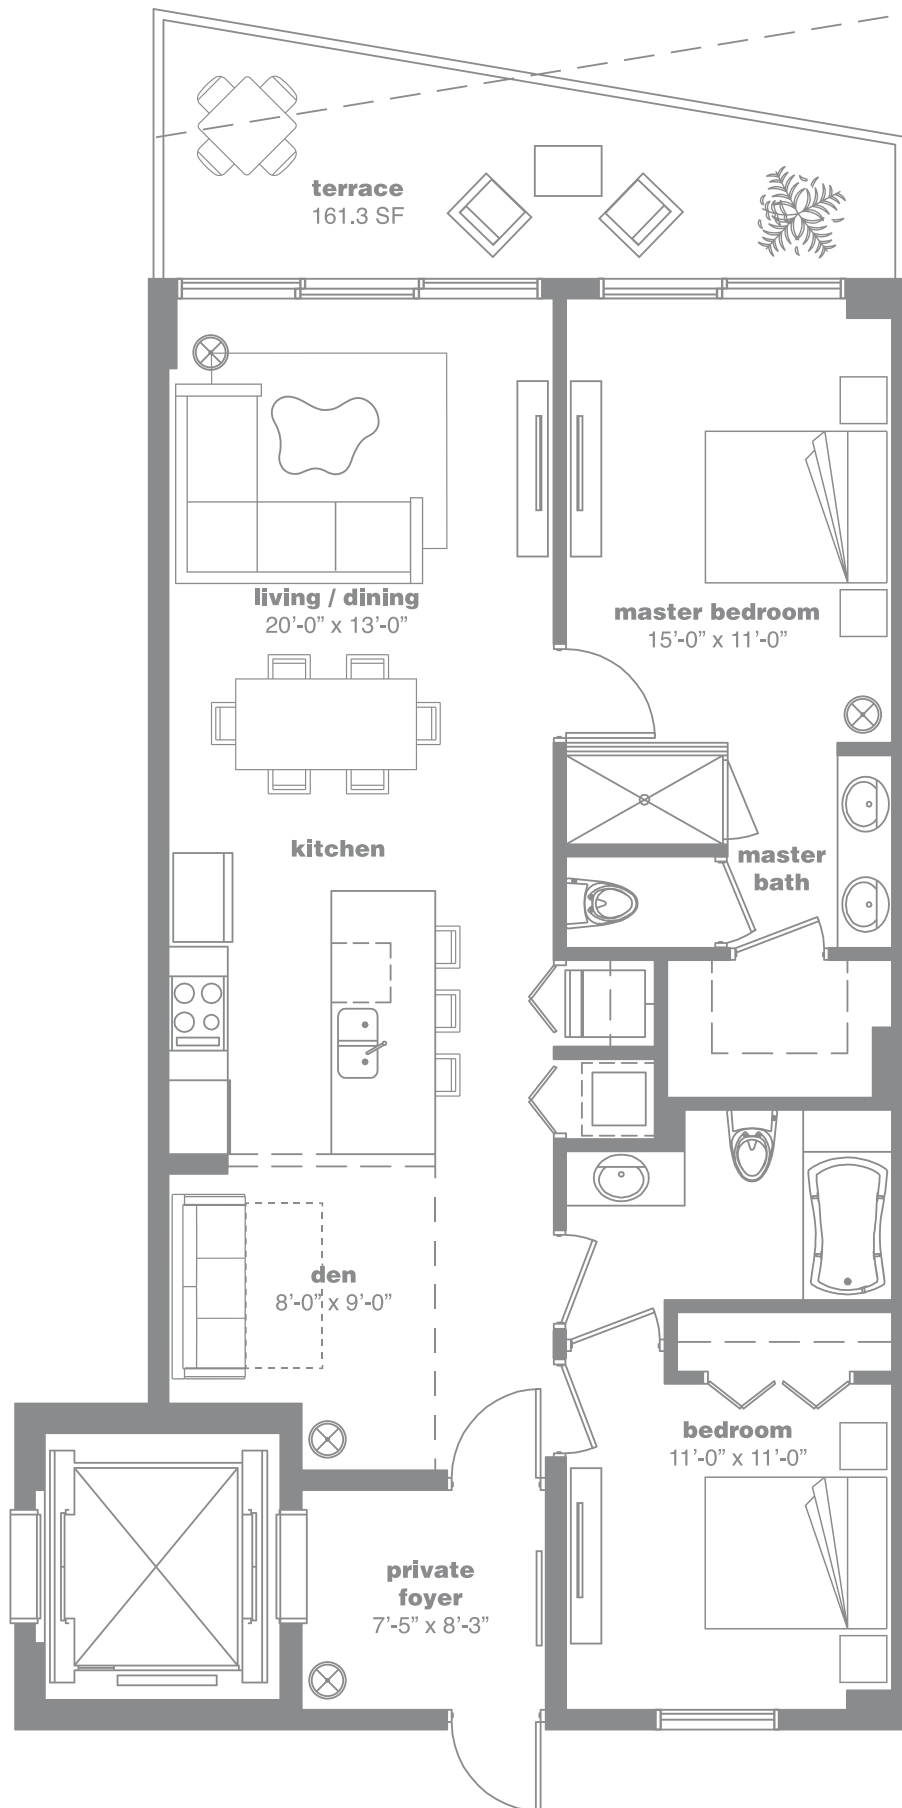 terrace
161.3 SF
living / dining
20’-0” x 13’-0”
master bedroom
15’-0” x 11’-0”
kitchen
master
bath
den
8’-0” x 9’-0”
bedroom
11’-0” x 11’-0”
private
foyer
7’-5” x 8’-3”